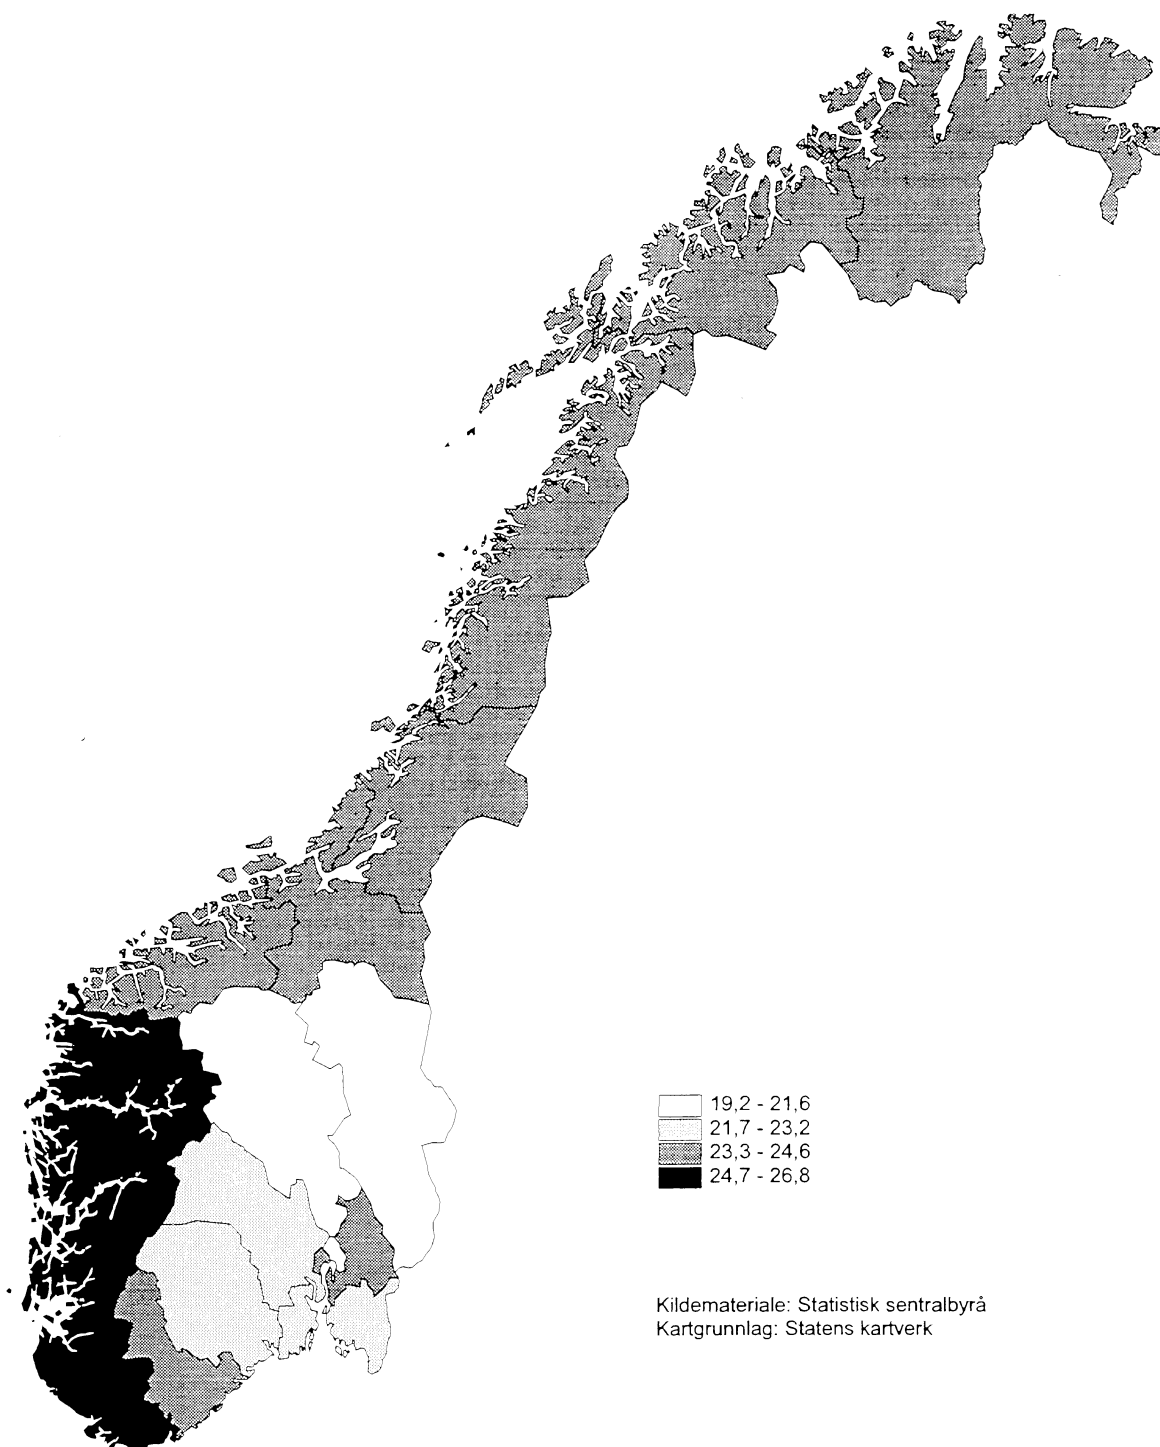 19,2 - 21,6
21,7 - 23,2
23,3 - 24,6
24,7 - 26,8
Kildemateriale: Statistisk sentralbyrå
Kartgrunnlag: Statens kartverk